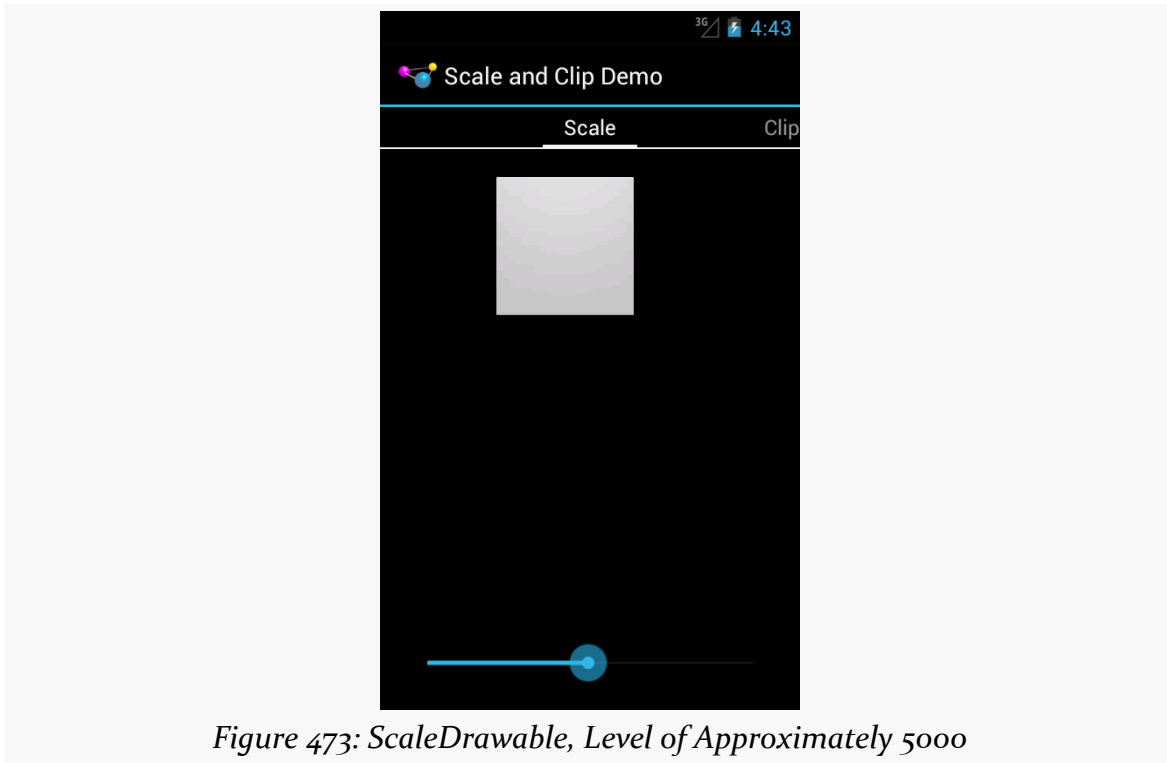 3G 4:43
Scale and Clip Demo
Scale Clip
Figure 473: ScaleDrawable, Level of Approximately 5000